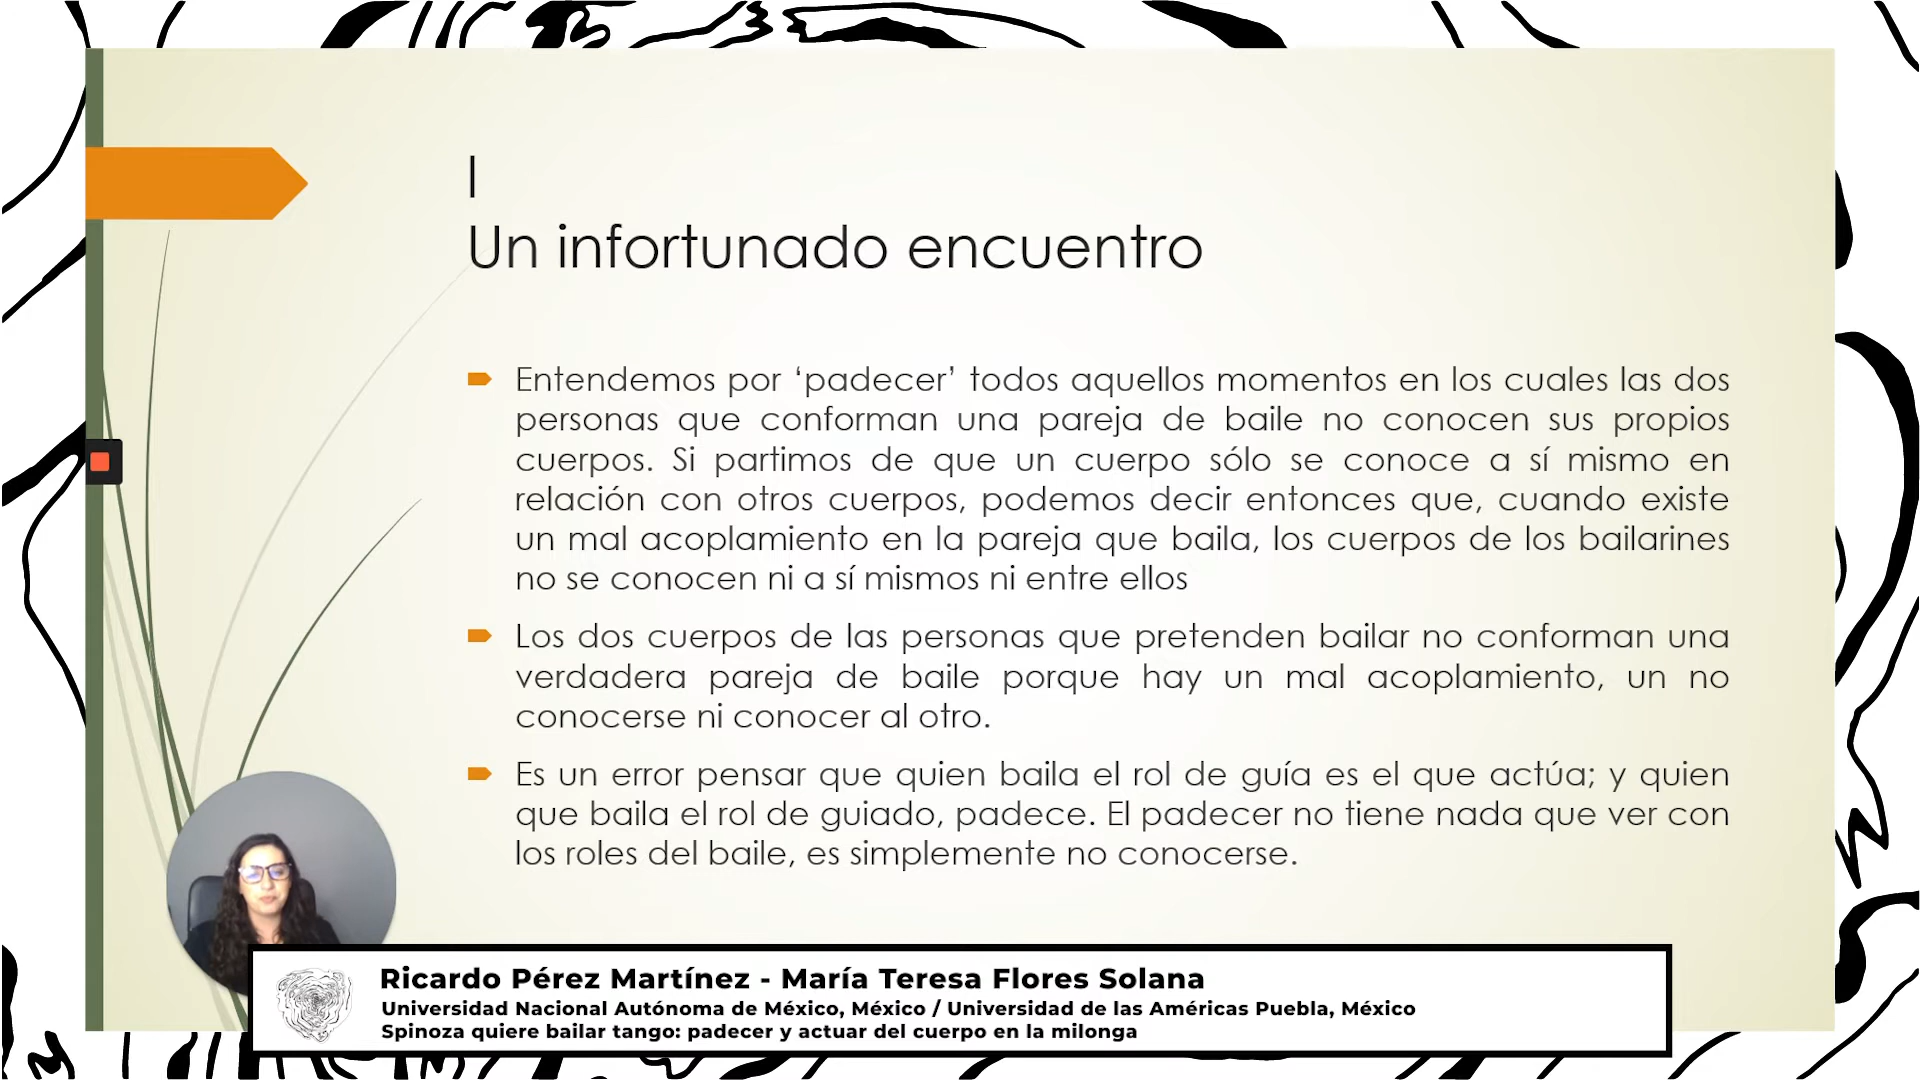 I
Un infortunado encuentro
Entendemos por ‘padecer’ todos aquellos momentos en los cuales las dos
personas que conforman una pareja de baile no conocen sus propios
cuerpos. Si partimos de que un cuerpo sólo se conoce a sí mismo en
relación con otros cuerpos, podemos decir entonces que, cuando existe
un mal acoplamiento en la pareja que baila, los cuerpos de los bailarines
no se conocen ni a sí mismos ni entre ellos
Los dos cuerpos de las personas que pretenden bailar no conforman una
verdadera pareja de baile porque hay un mal acoplamiento, un no
conocerse ni conocer al otro.
Es un error pensar que quien baila el rol de guía es el que actúa; y quien
que baila el rol de guiado, padece. El padecer no tiene nada que ver con
los roles del baile, es simplemente no conocerse.
Ricardo Pérez Martínez - María Teresa Flores Solana
Universidad Nacional Autónoma de México, México / Universidad de las Américas Puebla, México
Spinoza quiere bailar tango: padecer y actuar del cuerpo en la milonga